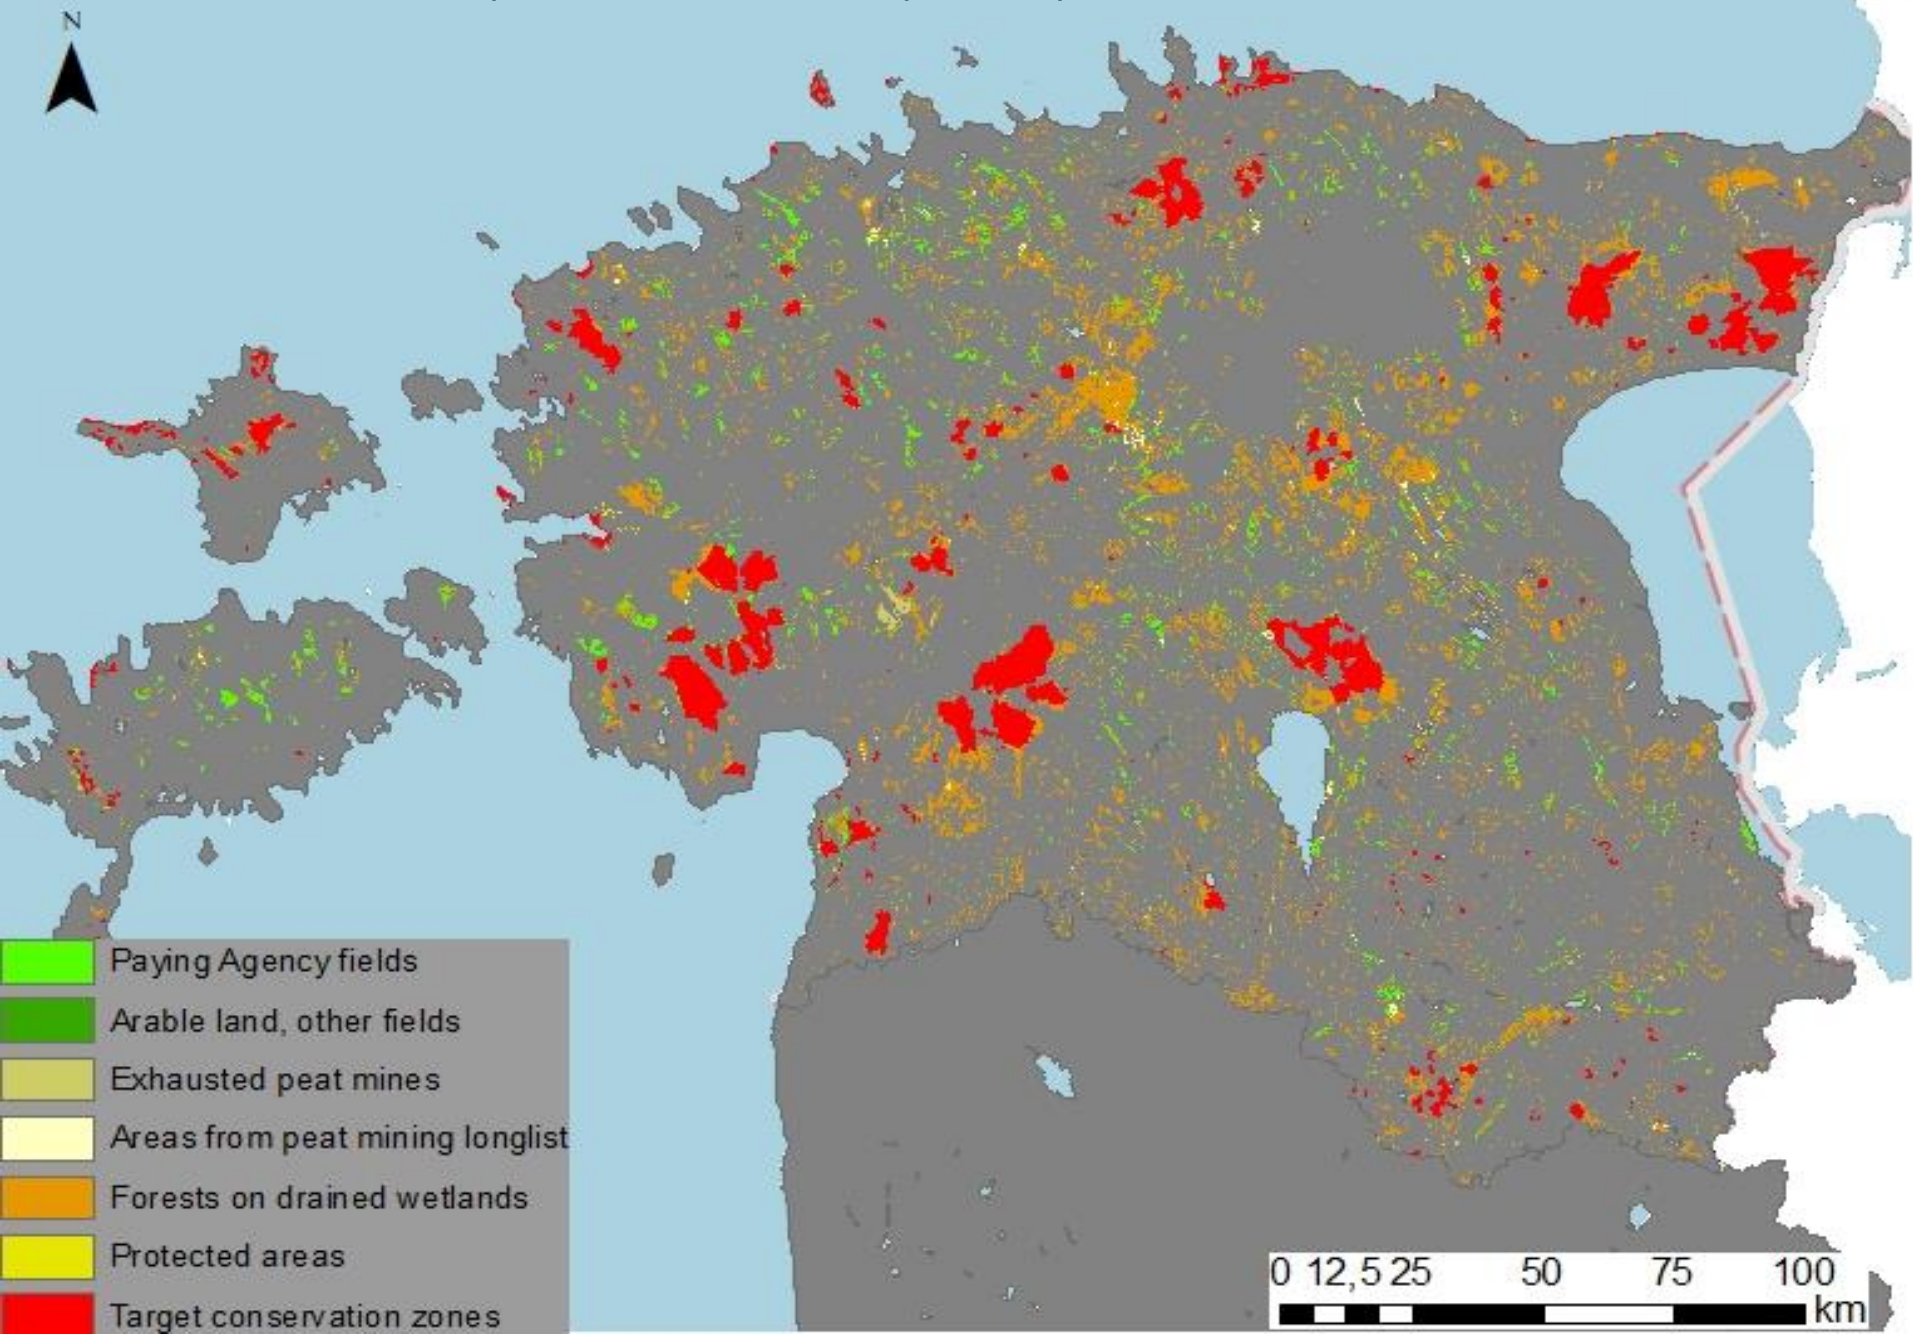 N
Paying Agency fields
Arable land, other fields
Exhausted peat mines
Areas from peat mining longlist
Forests on drained wetlands
Protected areas
Target conservation zones
0 12,5 25 50 75 100
km